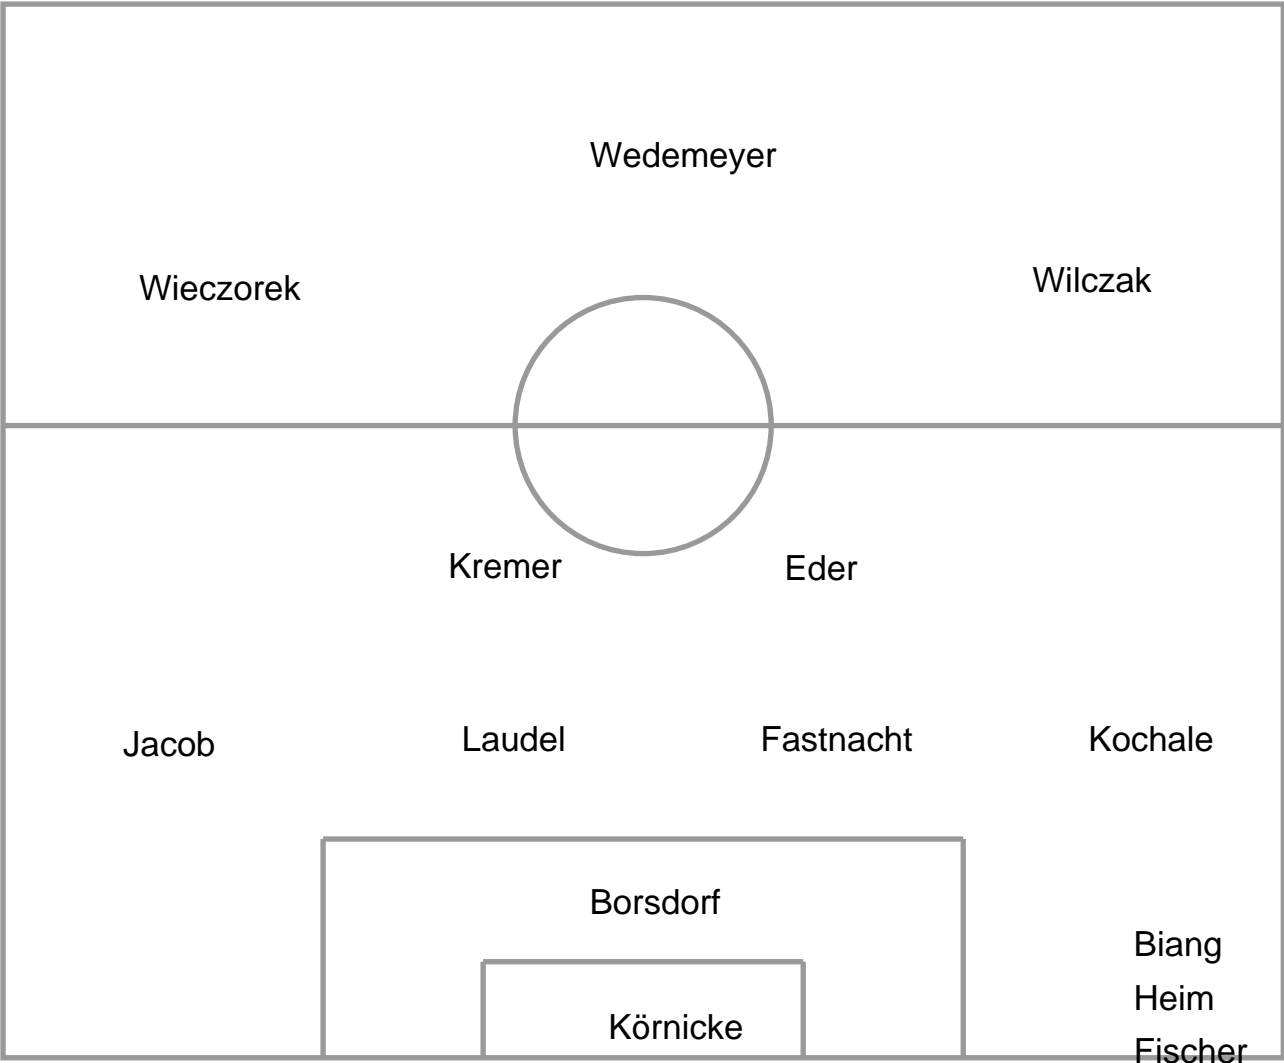 Wedemeyer
Wieczorek
Wilczak
Kremer
Eder
Jacob
Laudel
Fastnacht
Kochale
Borsdorf
Biang
Heim
Körnicke
Fischer